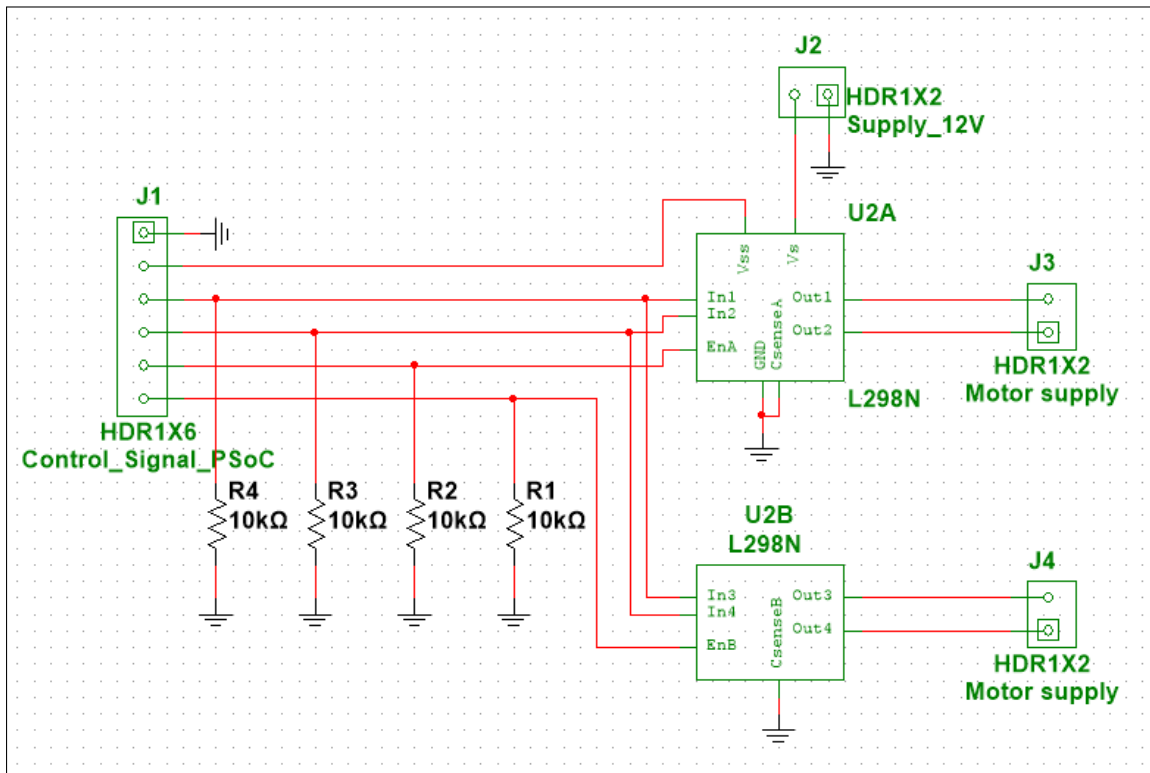 J2
HDR1X2
Supply_12V
J1
U2A
Vss
Vs
J3
In1
Out1
In2
Out2
EnA
GND
CsenseA
HDR1X2
Motor supply
L298N
HDR1X6
Control_Signal_PSoC
R4
10kΩ
R3
10kΩ
R2
10kΩ
R1
10kΩ
U2B
L298N
J4
In3
Out3
In4
Out4
EnB
CsenseB
HDR1X2
Motor supply